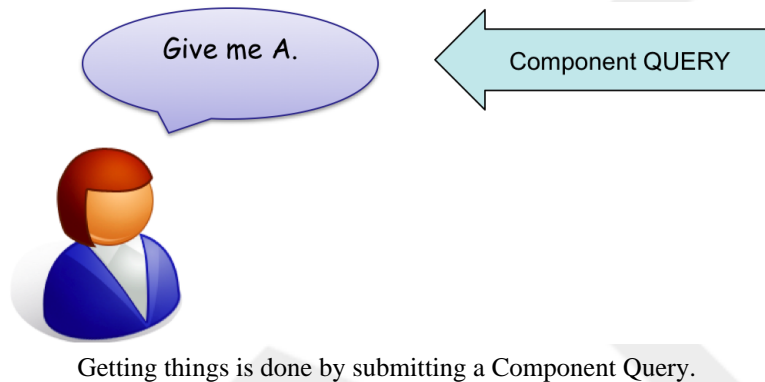 Give me A.
Component QUERY
Getting things is done by submitting a Component Query.